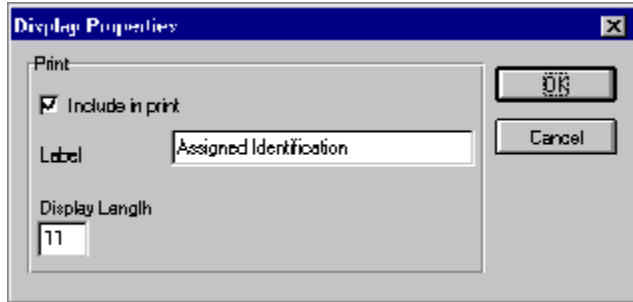 Display Properties
Print
OK
Include in print
Cancel
Label
Assigned Identification
Display Length
11